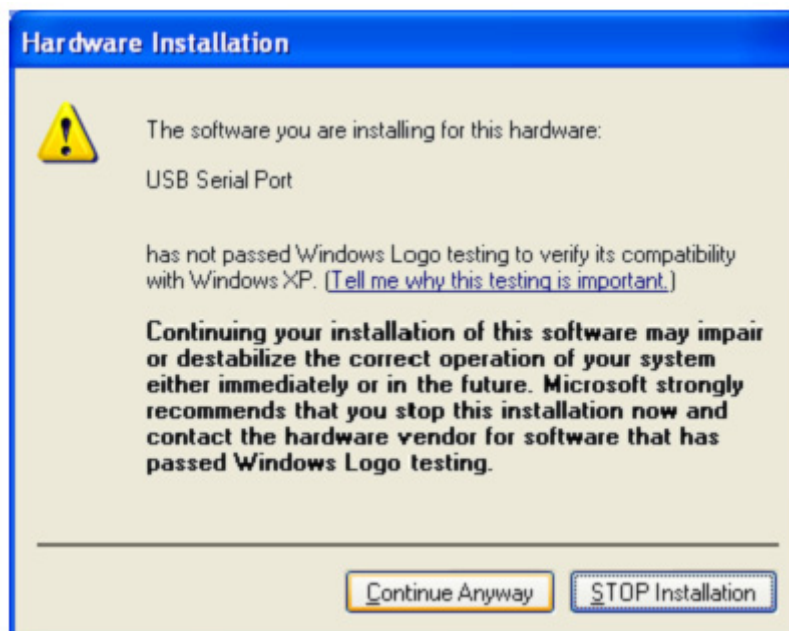 Hardware Installation
The software you are installing for this hardware:
USB Serial Port
has not passed Windows Logo testing to verify its compatibility
with Windows XP. (Tell me why this testing is important.)
Continuing your installation of this software may impair
or destabilize the correct operation of your system
either immediately or in the future. Microsoft strongly
recommends that you stop this installation now and
contact the hardware vendor for software that has
passed Windows Logo testing.
Continue Anyway
STOP Installation